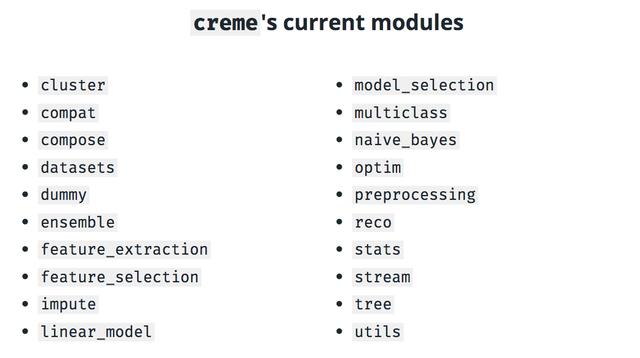 creme's current modules
cluster
compat
compose
datasets
dummy
ensemble
feature_extraction
feature_selection
impute
linear_model
model_selection
multiclass
naive_bayes
optim
preprocessing
reco
stats
stream
tree
utils